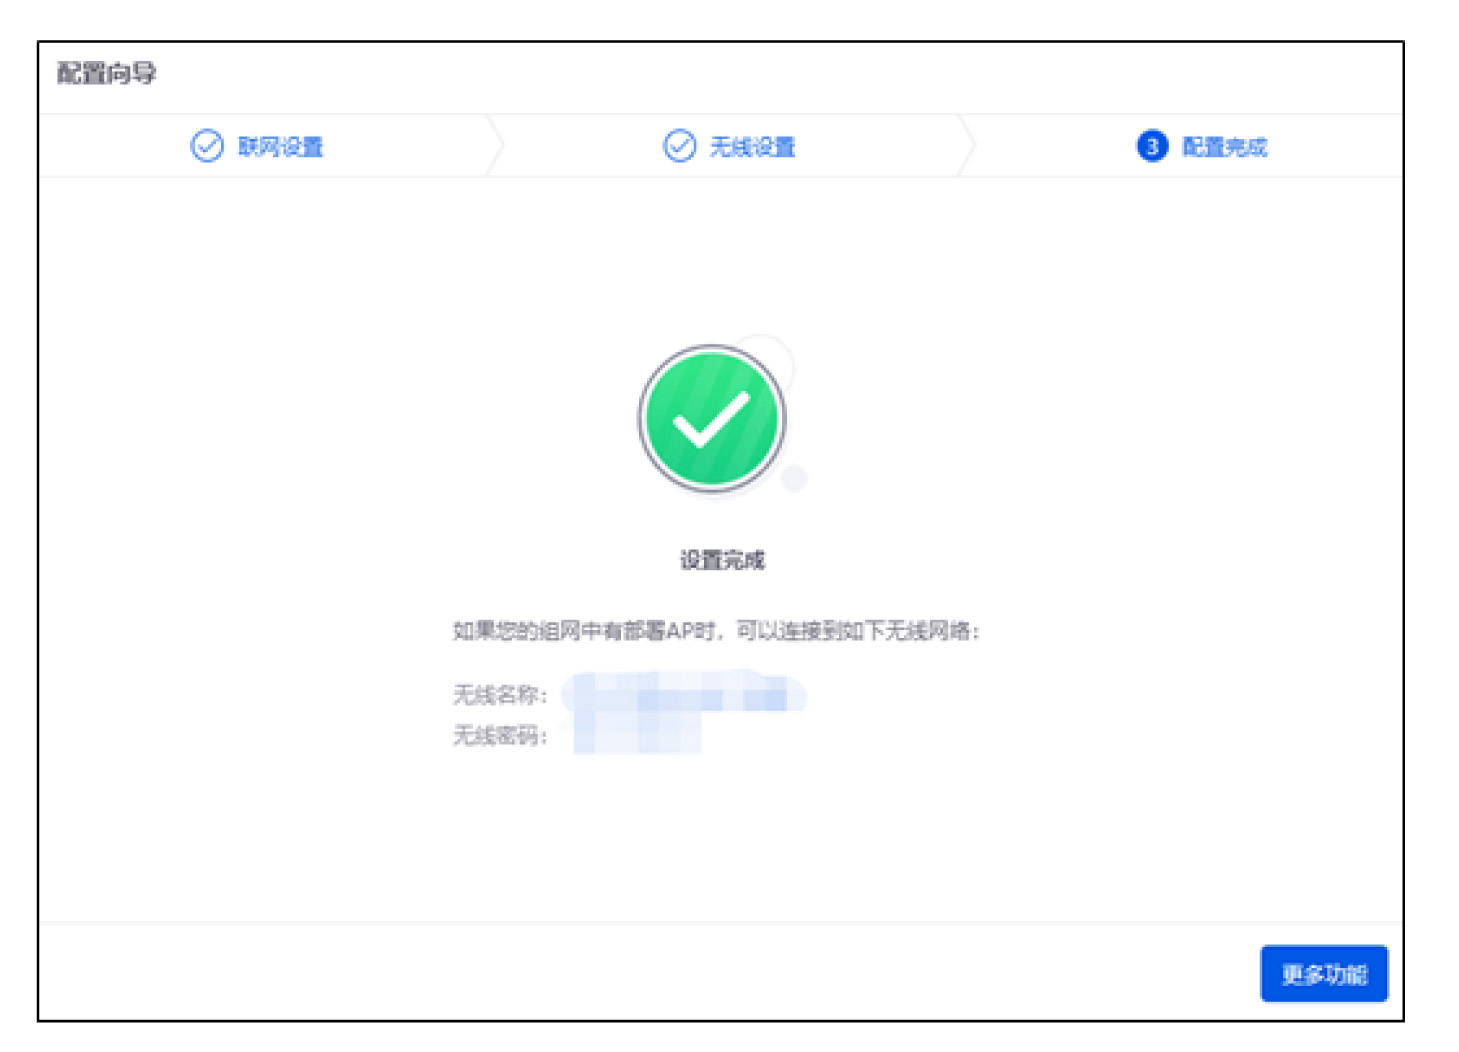 配置向导
联网设置
无线设置
3 配置完成
设置完成
如果您的组网中有部署AP时，可以连接到如下无线网络：
无线名称：
无线密码：
更多功能